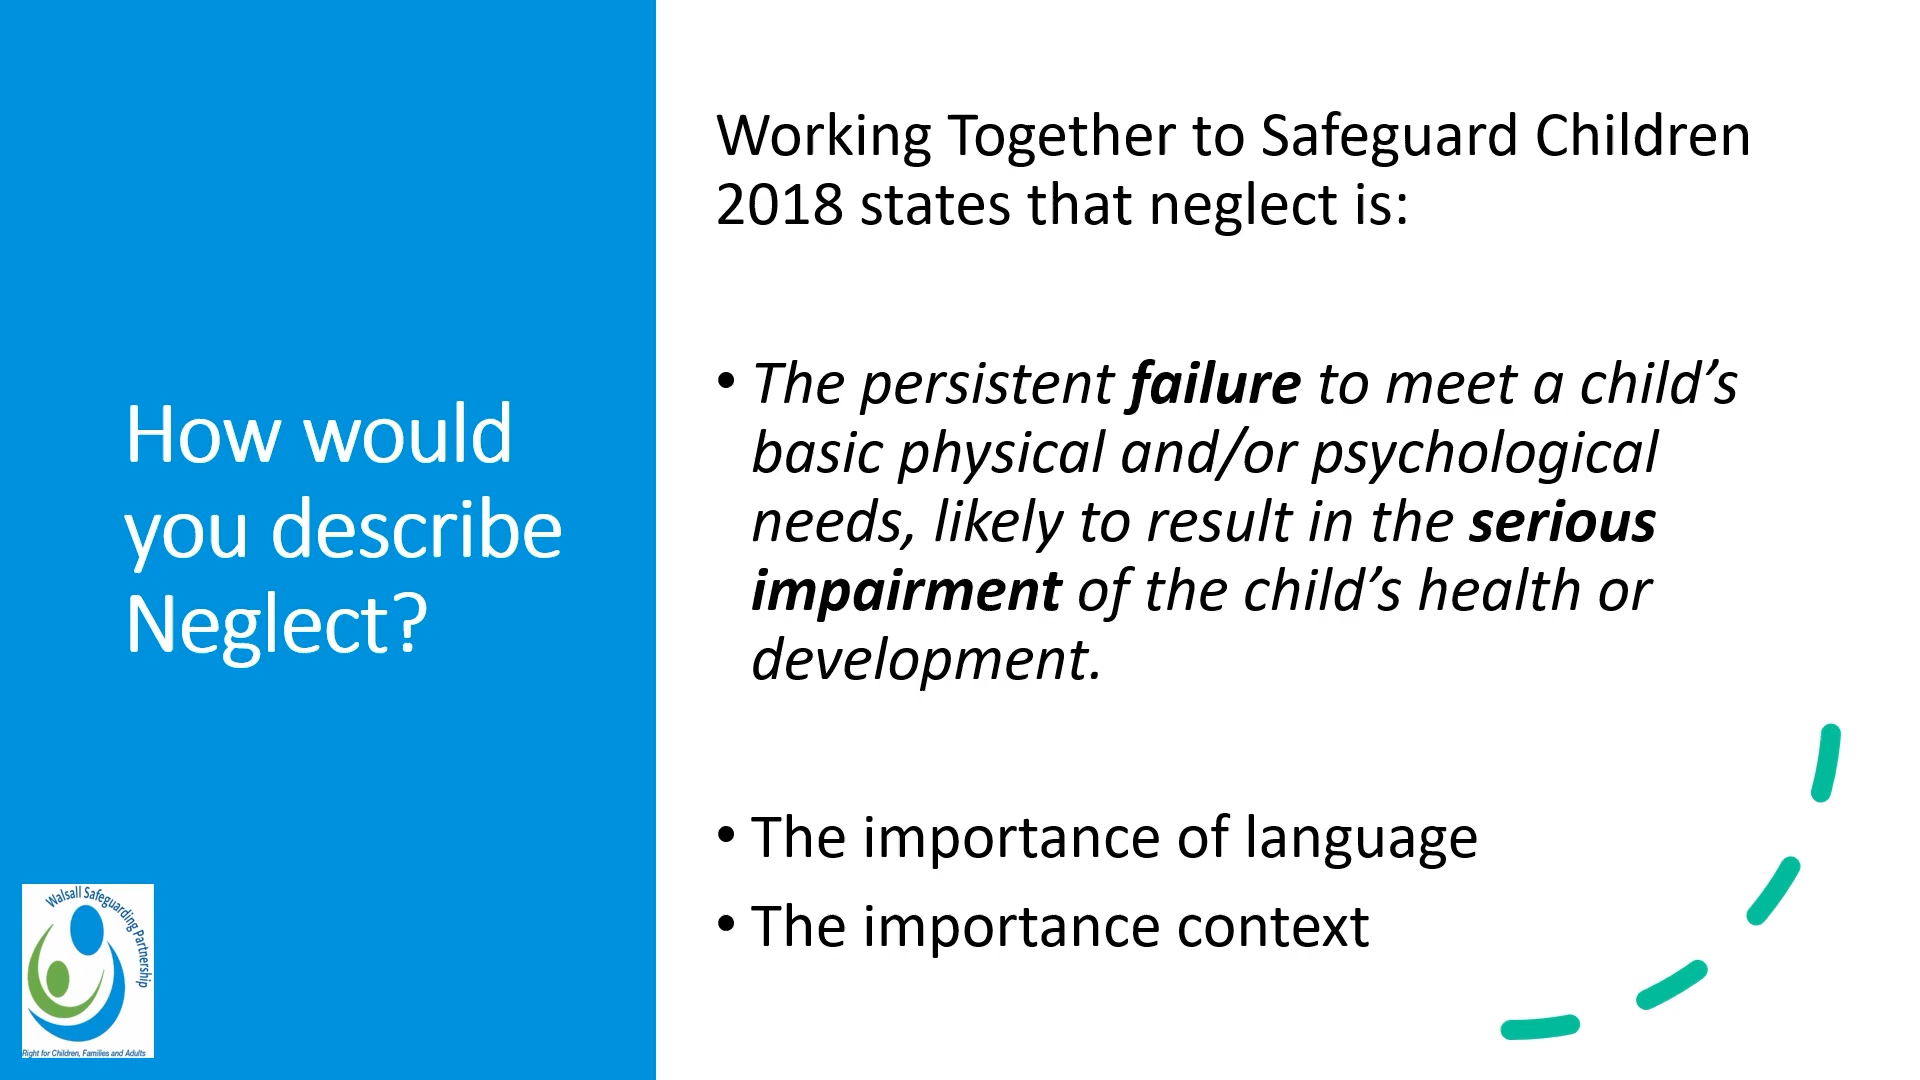 How would
you describe
Neglect?
Working Together to Safeguard Children
2018 states that neglect is:
• The persistent failure to meet a child’s
basic physical and/or psychological
needs, likely to result in the serious
impairment of the child’s health or
development.
• The importance of language
• The importance context
Walsall Safeguarding Partnership
Right for Children, Families and Adults